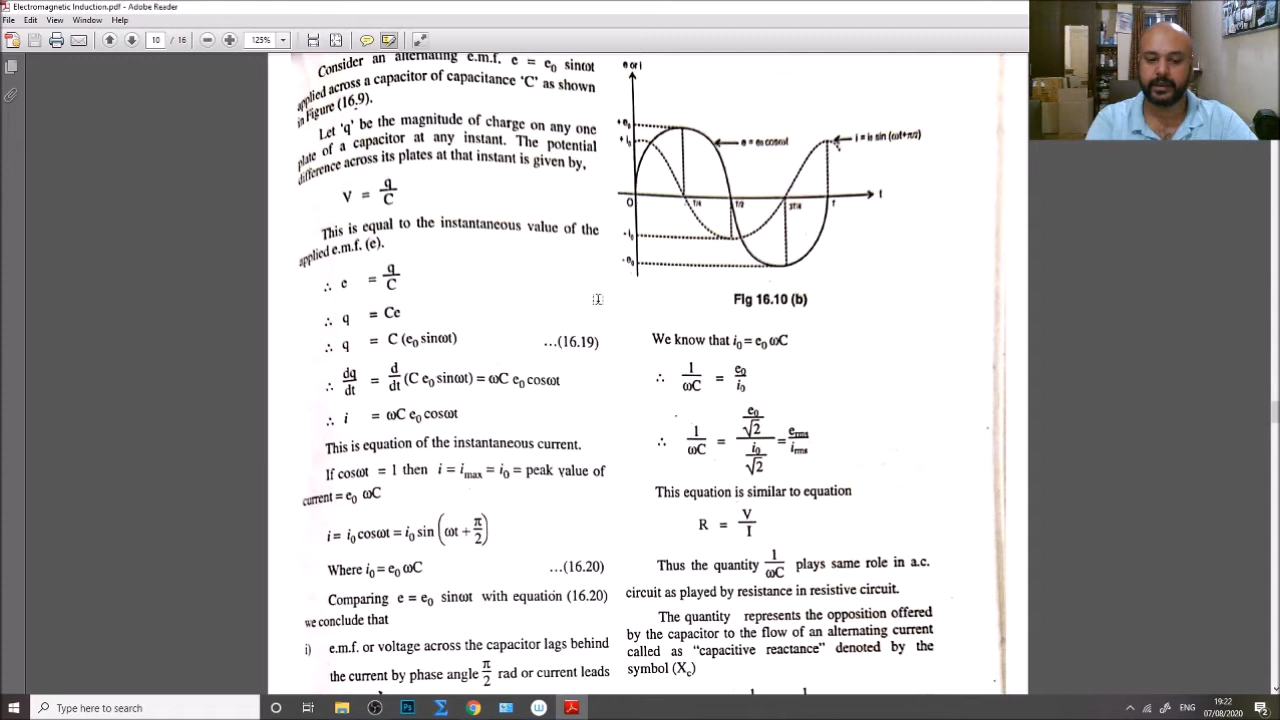 Electromagnetic Induction.pdf - Adobe Reader
File Edit View Window Help
10 / 16 125%
Consider an alternating e.m.f. e = e₀ sinωt
applied across a capacitor of capacitance 'C' as shown
in Figure (16.9).
Let 'q' be the magnitude of charge on any one
plate of a capacitor at any instant. The potential
difference across its plates at that instant is given by,
V = q/C
This is equal to the instantaneous value of the
applied e.m.f. (e).
∴ e = q/C
∴ q = Ce
∴ q = C (e₀ sinωt) ...(16.19)
∴ dq/dt = d/dt (C e₀ sinωt) = ωC e₀ cosωt
∴ i = ωC e₀ cosωt
This is equation of the instantaneous current.
If cosωt = 1 then i = iₘₐₓ = i₀ = peak value of
current = e₀ ωC
i = i₀ cosωt = i₀ sin (ωt + π/2)
Where i₀ = e₀ ωC ...(16.20)
Comparing e = e₀ sinωt with equation (16.20)
we conclude that
i) e.m.f. or voltage across the capacitor lags behind
the current by phase angle π/2 rad or current leads
e or i
+e₀
+i₀
O
-i₀
-e₀
T/4 T/2 3T/4 T t
i = i₀ sin (ωt+π/2)
Fig 16.10 (b)
We know that i₀ = e₀ ωC
∴ 1/ωC = e₀/i₀
∴ 1/ωC = (e₀/√2)/(i₀/√2) = eᵣₘₛ/iᵣₘₛ
This equation is similar to equation
R = V/I
Thus the quantity 1/ωC plays same role in a.c.
circuit as played by resistance in resistive circuit.
The quantity represents the opposition offered
by the capacitor to the flow of an alternating current
called as "capacitive reactance" denoted by the
symbol (X꜀)
Type here to search
ENG
19:22
07/08/2020